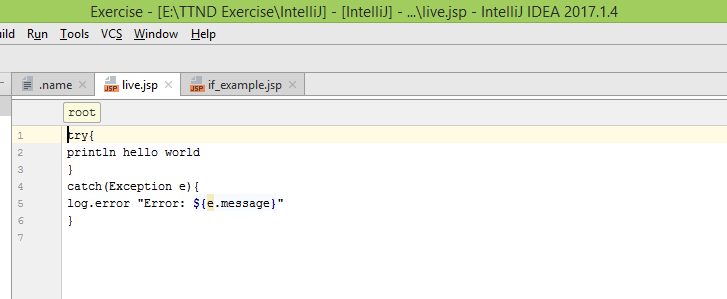 Exercise - [E:\TTND Exercise\IntelliJ] - [IntelliJ] - ...\live.jsp - IntelliJ IDEA 2017.1.4
ild Run Tools VCS Window Help
.name live.jsp if_example.jsp
root
1 try{
2 println hello world
3 }
4 catch(Exception e){
5 log.error "Error: ${e.message}"
6 }
7